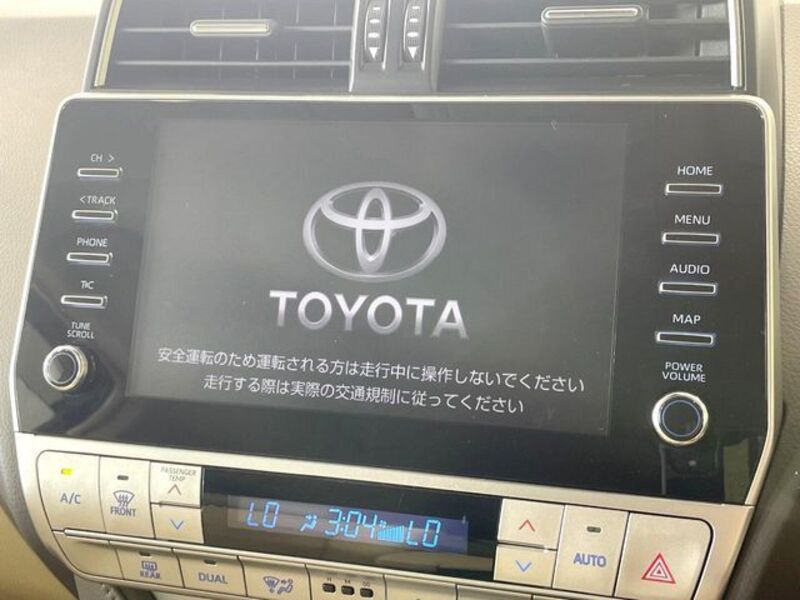 CH >
< TRACK
PHONE
T&C
TUNE
SCROLL
TOYOTA
安全運転のため運転される方は走行中に操作しないでください
走行する際は実際の交通規制に従ってください
HOME
MENU
AUDIO
MAP
POWER
VOLUME
A/C
FRONT
PASSENGER
TEMP
LO 3:04 LO
AUTO
REAR
DUAL